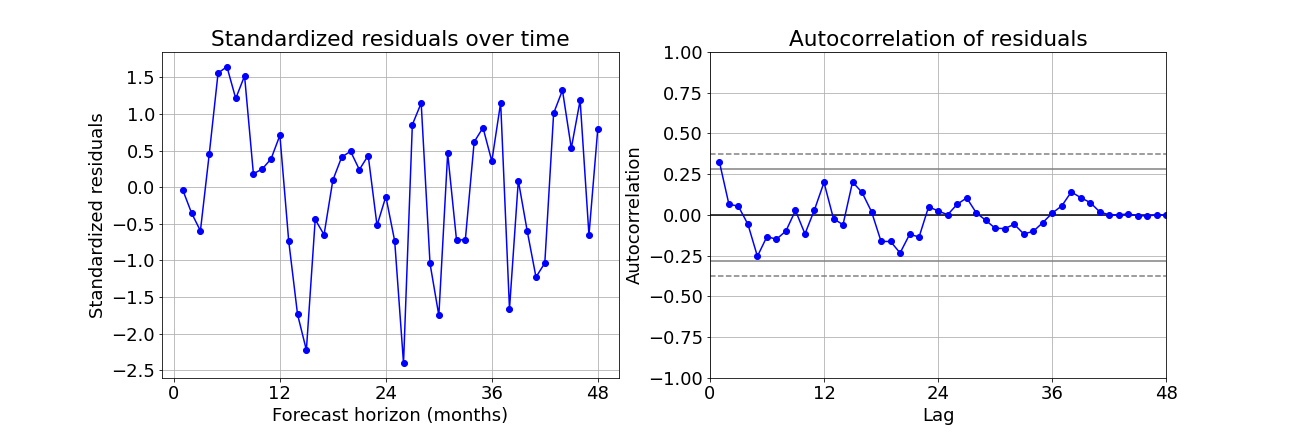 Standardized residuals over time
Standardized residuals
1.5
1.0
0.5
0.0
−0.5
−1.0
−1.5
−2.0
−2.5
0 12 24 36 48
Forecast horizon (months)
Autocorrelation of residuals
Autocorrelation
1.00
0.75
0.50
0.25
0.00
−0.25
−0.50
−0.75
−1.00
0 12 24 36 48
Lag